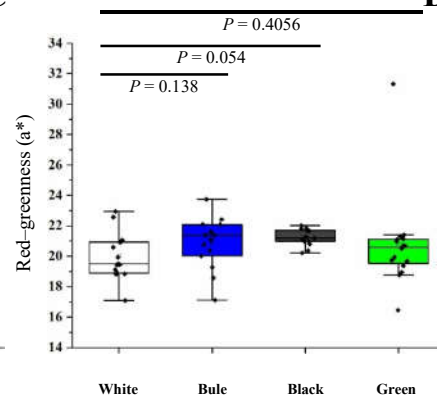 P = 0.4056
P = 0.054
P = 0.138
Red–greenness (a*)
34
32
30
28
26
24
22
20
18
16
14
White Bule Black Green